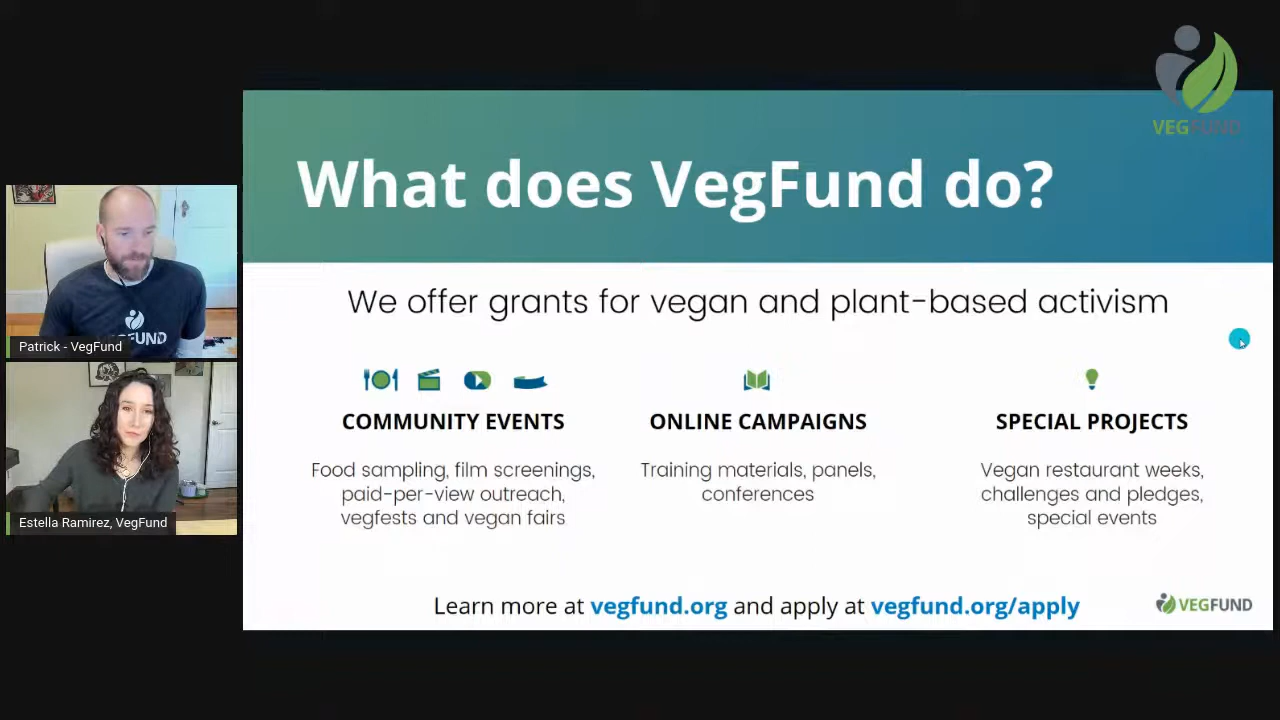 VEGFUND
What does VegFund do?
We offer grants for vegan and plant-based activism
COMMUNITY EVENTS
Food sampling, film screenings,
paid-per-view outreach,
vegfests and vegan fairs
ONLINE CAMPAIGNS
Training materials, panels,
conferences
SPECIAL PROJECTS
Vegan restaurant weeks,
challenges and pledges,
special events
Learn more at vegfund.org and apply at vegfund.org/apply
VEGFUND
Patrick - VegFund
Estella Ramirez, VegFund